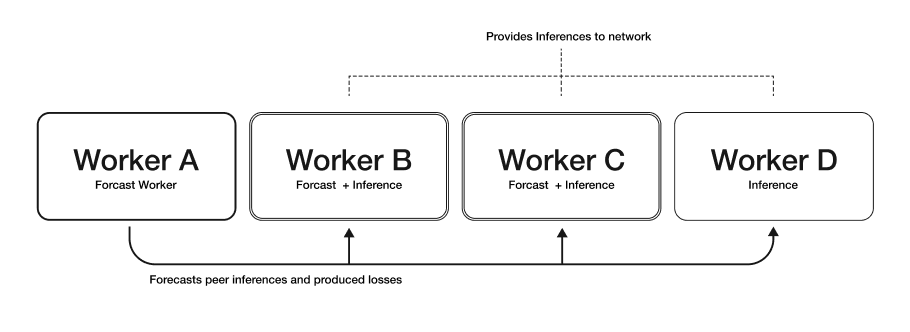 Provides Inferences to network
Worker A
Forcast Worker
Worker B
Forcast + Inference
Worker C
Forcast + Inference
Worker D
Inference
Forecasts peer inferences and produced losses